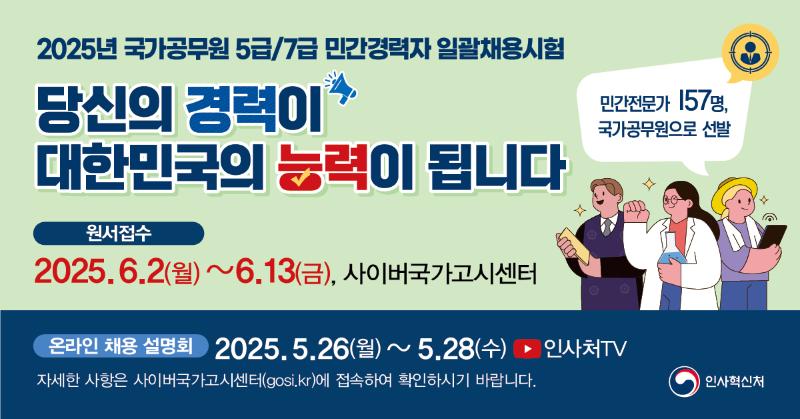 2025년 국가공무원 5급/7급 민간경력자 일괄채용시험
당신의 경력이
대한민국의 능력이 됩니다
민간전문가 157명,
국가공무원으로 선발
원서접수
2025. 6.2(월) ~6.13(금), 사이버국가고시센터
온라인 채용 설명회 2025. 5.26(월) ~ 5.28(수) 인사처TV
자세한 사항은 사이버국가고시센터(gosi.kr)에 접속하여 확인하시기 바랍니다.
인사혁신처